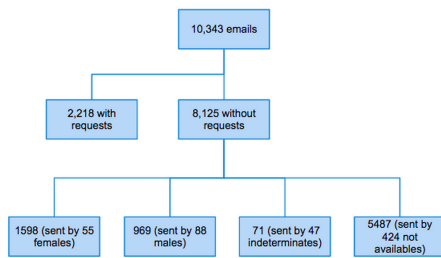 10,343 emails
2,218 with
requests
8,125 without
requests
1598 (sent by 55
females)
969 (sent by 88
males)
71 (sent by 47
indeterminates)
5487 (sent by
424 not
availables)